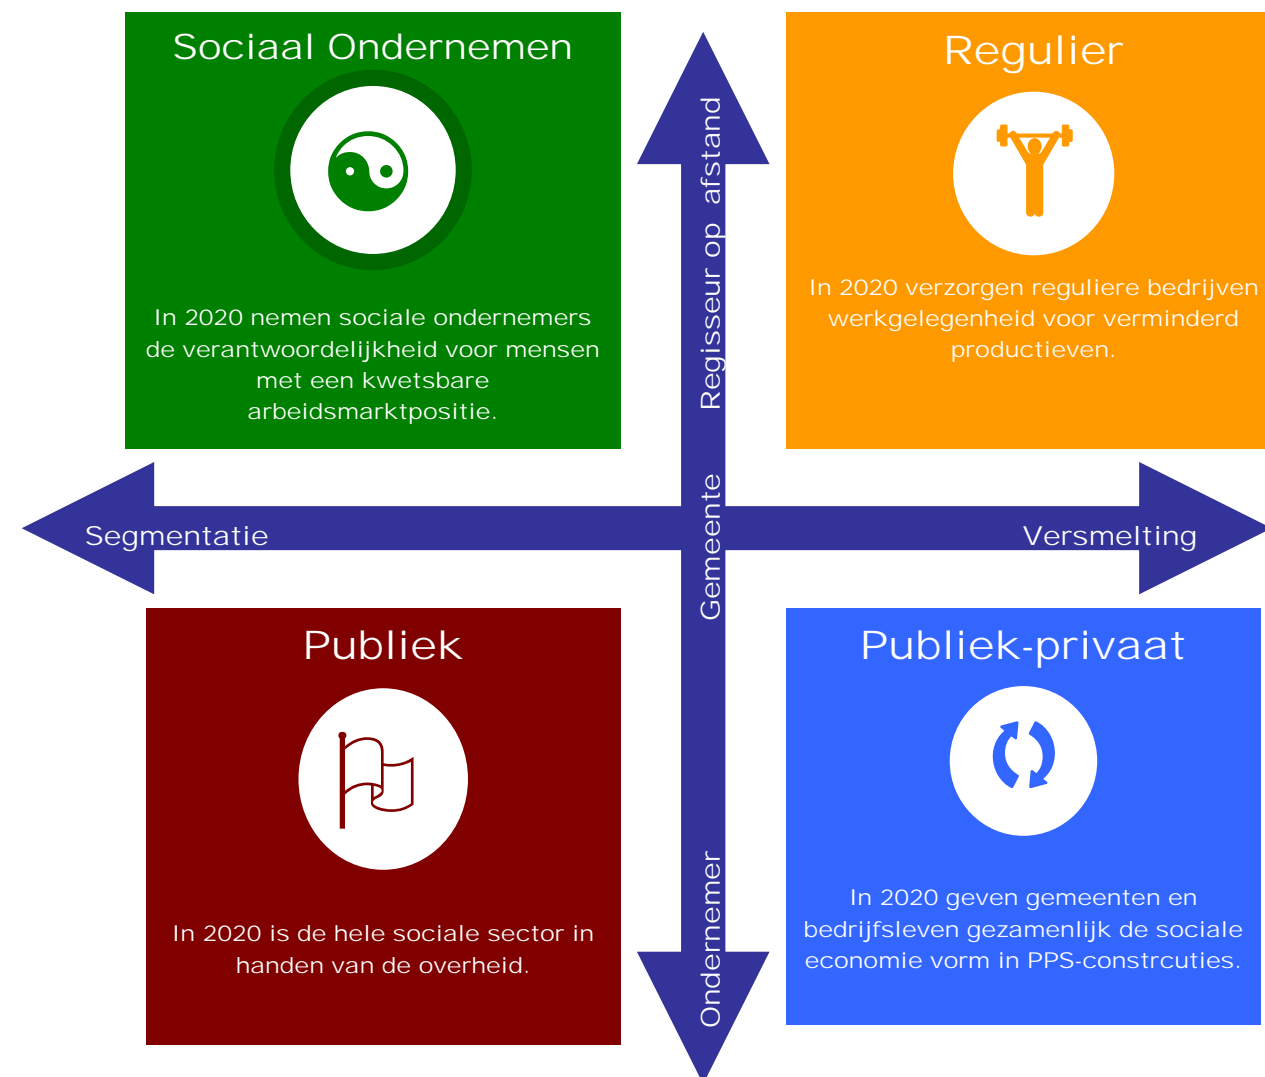 Sociaal Ondernemen
In 2020 nemen sociale ondernemers
de verantwoordelijkheid voor mensen
met een kwetsbare
arbeidsmarktpositie.
Regulier
In 2020 verzorgen reguliere bedrijven
werkgelegenheid voor verminderd
productieven.
Regisseur op afstand
Gemeente
Ondernemer
Segmentatie
Versmelting
Publiek
In 2020 is de hele sociale sector in
handen van de overheid.
Publiek-privaat
In 2020 geven gemeenten en
bedrijfsleven gezamenlijk de sociale
economie vorm in PPS-constrcuties.